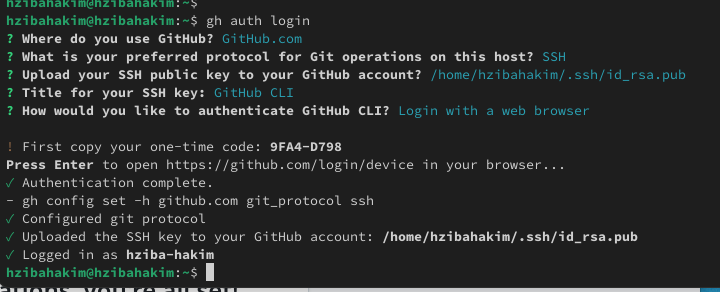 hzibahakim@hzibahakim:~$
hzibahakim@hzibahakim:~$ gh auth login
? Where do you use GitHub? GitHub.com
? What is your preferred protocol for Git operations on this host? SSH
? Upload your SSH public key to your GitHub account? /home/hzibahakim/.ssh/id_rsa.pub
? Title for your SSH key: GitHub CLI
? How would you like to authenticate GitHub CLI? Login with a web browser
! First copy your one-time code: 9FA4-D798
Press Enter to open https://github.com/login/device in your browser...
✓ Authentication complete.
- gh config set -h github.com git_protocol ssh
✓ Configured git protocol
✓ Uploaded the SSH key to your GitHub account: /home/hzibahakim/.ssh/id_rsa.pub
✓ Logged in as hziba-hakim
hzibahakim@hzibahakim:~$